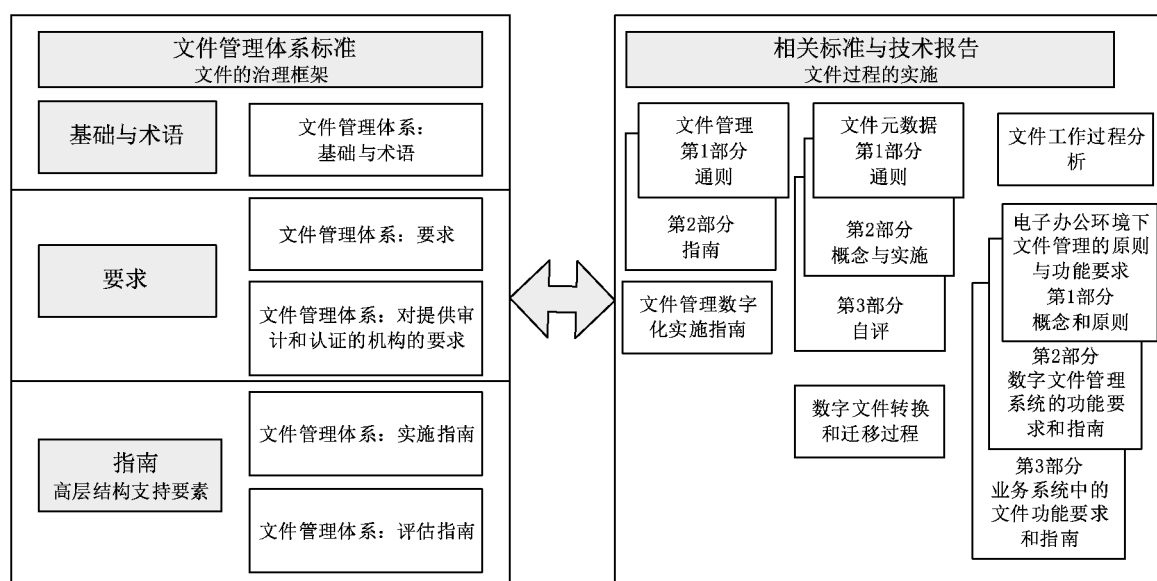 文件管理体系标准
文件的治理框架
基础与术语
文件管理体系：
基础与术语
要求
文件管理体系：要求
文件管理体系：对提供审
计和认证的机构的要求
指南
高层结构支持要素
文件管理体系：实施指南
文件管理体系：评估指南
相关标准与技术报告
文件过程的实施
文件管理
第1部分
通则
第2部分
指南
文件管理数字
化实施指南
文件元数据
第1部分
通则
第2部分
概念与实施
第3部分
自评
数字文件转换
和迁移过程
文件工作过程分
析
电子办公环境下
文件管理的原则
与功能要求
第1部分
概念和原则
第2部分
数字文件管理
系统的功能要
求和指南
第3部分
业务系统中的
文件功能要求
和指南